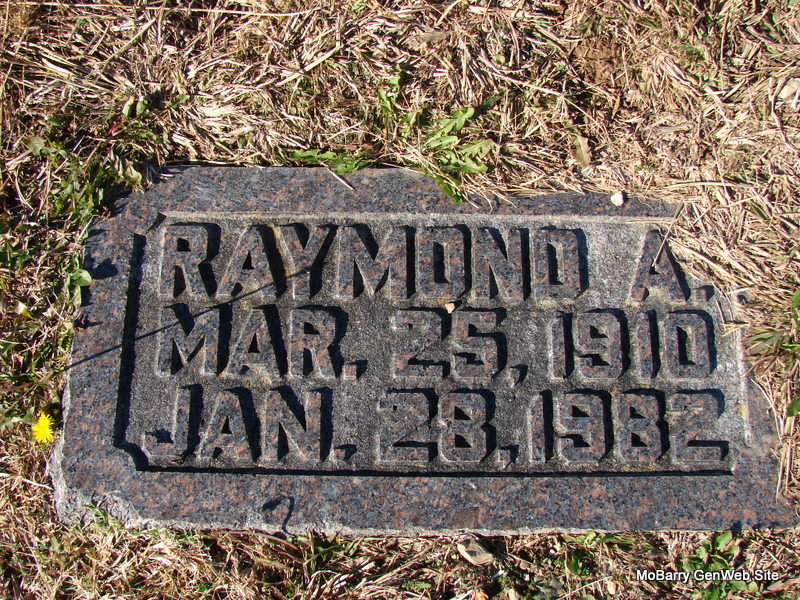 RAYMOND A.
MAR. 25, 1910
JAN. 28, 1982
MoBarry GenWeb Site